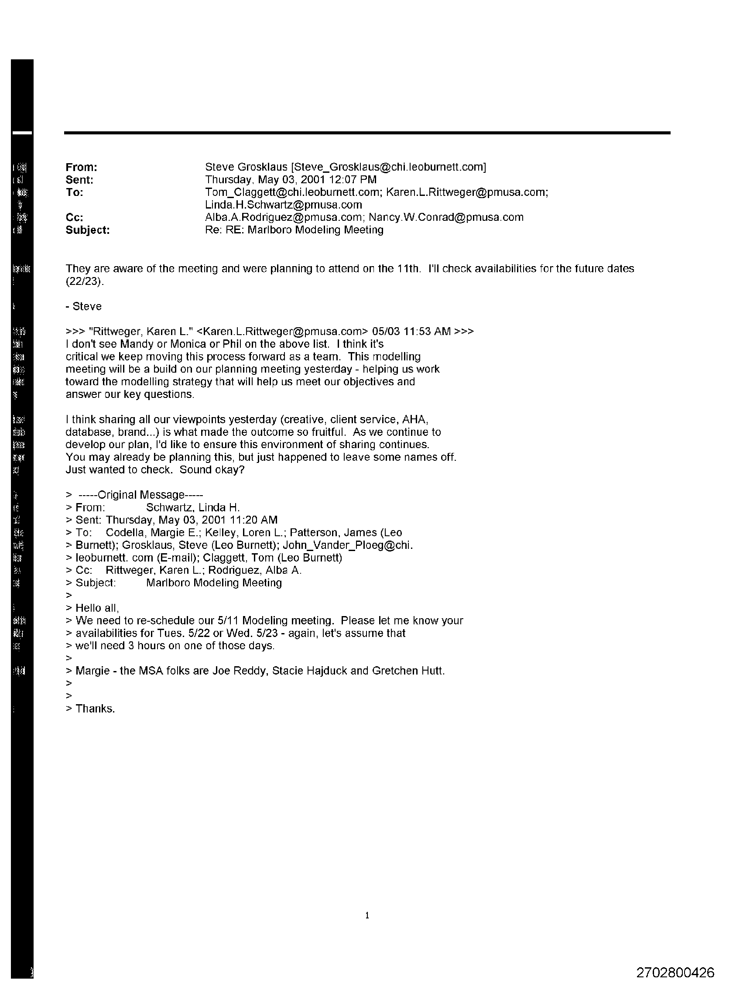 From: Steve Grosklaus [Steve_Grosklaus@chi.leoburnett.com]
Sent: Thursday, May 03, 2001 12:07 PM
To: Tom_Claggett@chi.leoburnett.com; Karen.L.Rittweger@pmusa.com;
Linda.H.Schwartz@pmusa.com
Cc: Alba.A.Rodriguez@pmusa.com; Nancy.W.Conrad@pmusa.com
Subject: Re: RE: Marlboro Modeling Meeting
They are aware of the meeting and were planning to attend on the 11th. I'll check availabilities for the future dates
(22/23).
- Steve
>>> "Rittweger, Karen L." <Karen.L.Rittweger@pmusa.com> 05/03 11:53 AM >>>
I don't see Mandy or Monica or Phil on the above list. I think it's
critical we keep moving this process forward as a team. This modelling
meeting will be a build on our planning meeting yesterday - helping us work
toward the modelling strategy that will help us meet our objectives and
answer our key questions.
I think sharing all our viewpoints yesterday (creative, client service, AHA,
database, brand...) is what made the outcome so fruitful. As we continue to
develop our plan, I'd like to ensure this environment of sharing continues.
You may already be planning this, but just happened to leave some names off.
Just wanted to check. Sound okay?
> -----Original Message-----
> From: Schwartz, Linda H.
> Sent: Thursday, May 03, 2001 11:20 AM
> To: Codella, Margie E.; Kelley, Loren L.; Patterson, James (Leo
> Burnett); Grosklaus, Steve (Leo Burnett); John_Vander_Ploeg@chi.
> leoburnett. com (E-mail); Claggett, Tom (Leo Burnett)
> Cc: Rittweger, Karen L.; Rodriguez, Alba A.
> Subject: Marlboro Modeling Meeting
>
> Hello all,
> We need to re-schedule our 5/11 Modeling meeting. Please let me know your
> availabilities for Tues. 5/22 or Wed. 5/23 - again, let's assume that
> we'll need 3 hours on one of those days.
>
> Margie - the MSA folks are Joe Reddy, Stacie Hajduck and Gretchen Hutt.
>
>
> Thanks.
1
2702800426